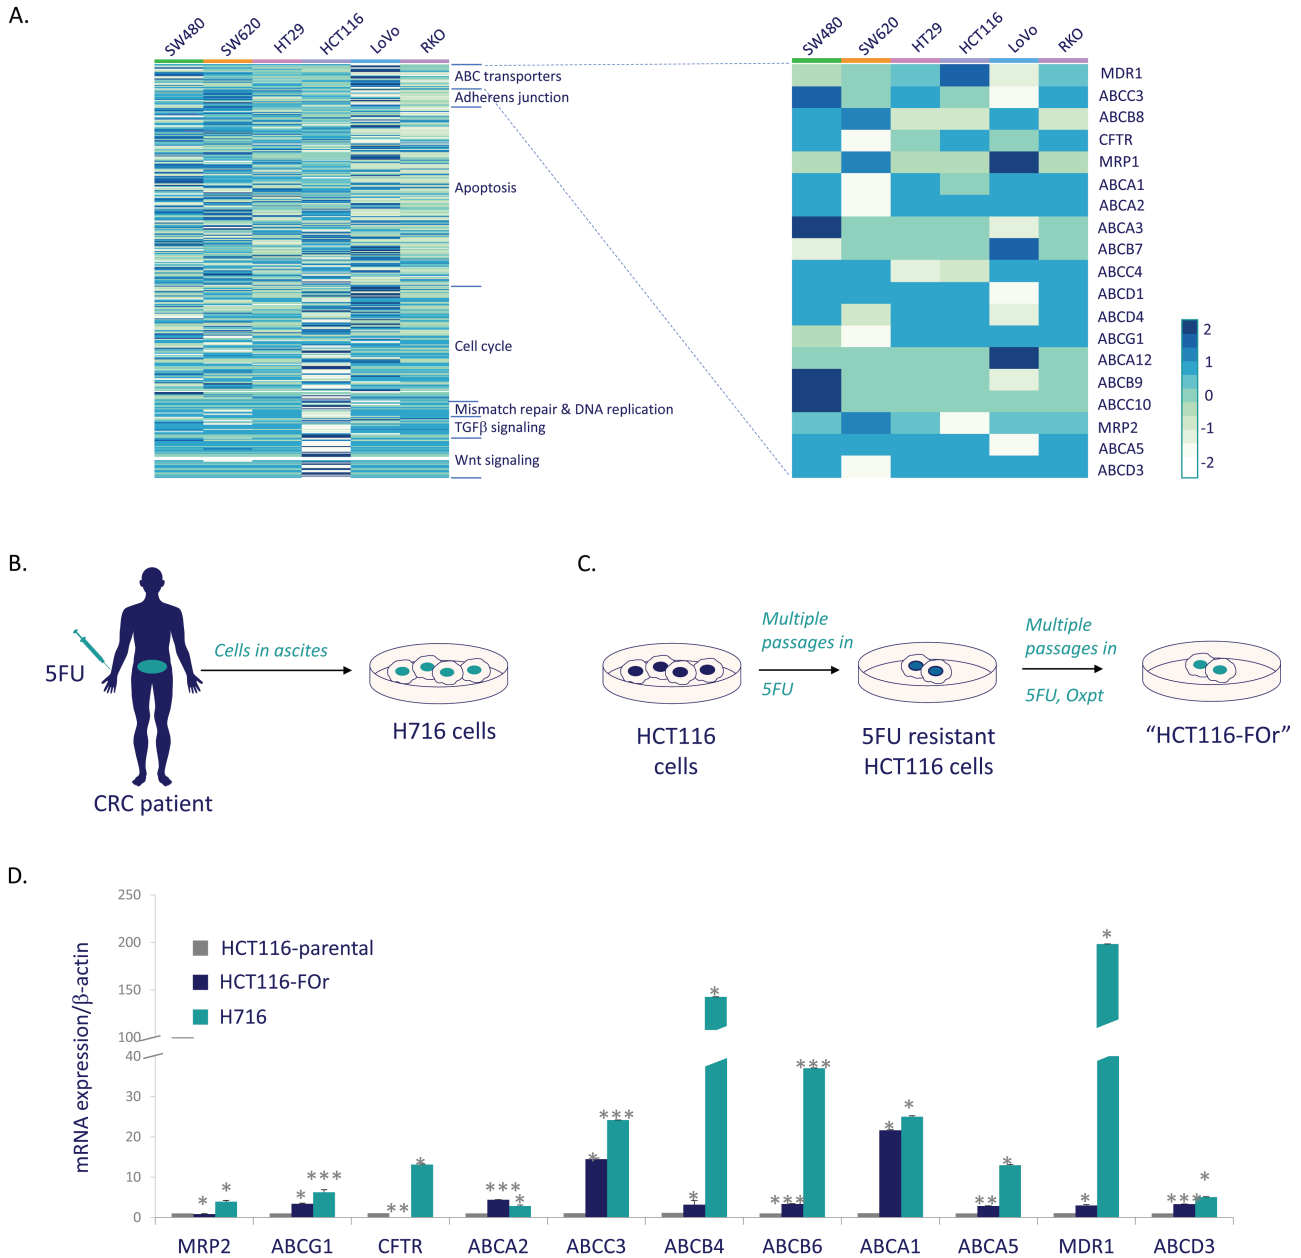 A.
SW480 SW620 HT29 HCT116 LoVo RKO
ABC transporters
Adherens junction
Apoptosis
Cell cycle
Mismatch repair & DNA replication
TGFβ signaling
Wnt signaling
SW480 SW620 HT29 HCT116 LoVo RKO
MDR1
ABCC3
ABCB8
CFTR
MRP1
ABCA1
ABCA2
ABCA3
ABCB7
ABCC4
ABCD1
ABCD4
ABCG1
ABCA12
ABCB9
ABCC10
MRP2
ABCA5
ABCD3
2
1
0
-1
-2
B.
5FU
Cells in ascites
H716 cells
CRC patient
C.
HCT116
cells
Multiple
passages in
5FU
5FU resistant
HCT116 cells
Multiple
passages in
5FU, Oxpt
“HCT116-FOr”
D.
mRNA expression/β-actin
250
200
150
100
40
30
20
10
0
HCT116-parental
HCT116-FOr
H716
* * * *** ** * *** * * *** * * *** *** * * ** * * * *** *
MRP2 ABCG1 CFTR ABCA2 ABCC3 ABCB4 ABCB6 ABCA1 ABCA5 MDR1 ABCD3